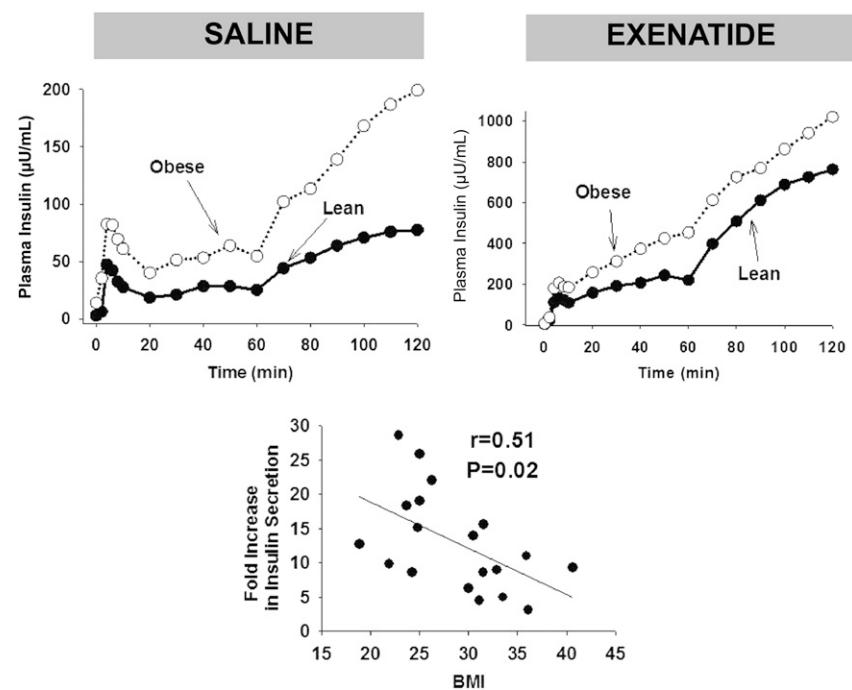 SALINE
EXENATIDE
Plasma Insulin (µU/mL)
200
150
100
50
0
Obese
Lean
0 20 40 60 80 100 120
Time (min)
Plasma Insulin (µU/mL)
1000
800
600
400
200
0
Obese
Lean
0 20 40 60 80 100 120
Time (min)
Fold Increase
in Insulin Secretion
30
25
20
15
10
5
0
r=0.51
P=0.02
15 20 25 30 35 40 45
BMI